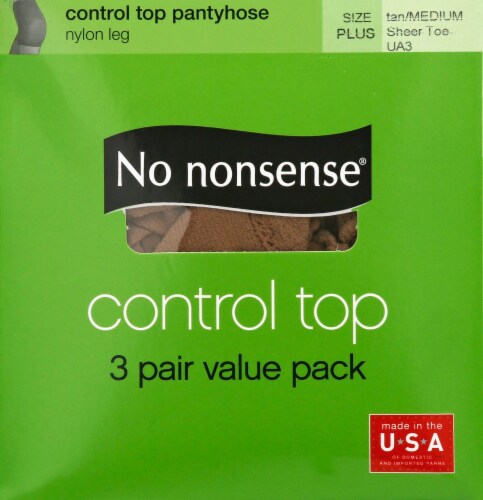 control top pantyhose
nylon leg
SIZE
PLUS
tan/MEDIUM
Sheer Toe
UA3
No nonsense®
control top
3 pair value pack
made in the
U★S★A
OF DOMESTIC
AND IMPORTED YARNS